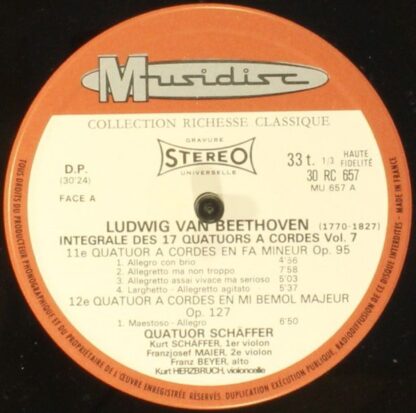 Musidisc
COLLECTION RICHESSE CLASSIQUE
GRAVURE
STEREO
UNIVERSELLE
D.P.
(30'24)
FACE A
33 t. 1/3 HAUTE FIDELITÉ
30 RC 657
MU 657 A
LUDWIG VAN BEETHOVEN (1770-1827)
INTEGRALE DES 17 QUATUORS A CORDES Vol. 7
11e QUATUOR A CORDES EN FA MINEUR Op. 95
1. Allegro con brio 4'56
2. Allegretto ma non troppo 7'58
3. Allegretto assai vivace ma serioso 5'03
4. Larghetto - Allegretto agitato 5'37
12e QUATUOR A CORDES EN MI BEMOL MAJEUR
Op. 127
1. Maestoso - Allegro 6'50
QUATUOR SCHÄFFER
Kurt SCHÄFFER, 1er violon
Franzjosef MAIER, 2e violon
Franz BEYER, alto
Kurt HERZBRUCH, violoncelle
TOUS DROITS DU PRODUCTEUR PHONOGRAPHIQUE ET DU PROPRIETAIRE DE L'ŒUVRE ENREGISTREE RESERVES. DUPLICATION EXECUTION PUBLIQUE, RADIODIFFUSION DE CE DISQUE INTERDITES • MADE IN FRANCE